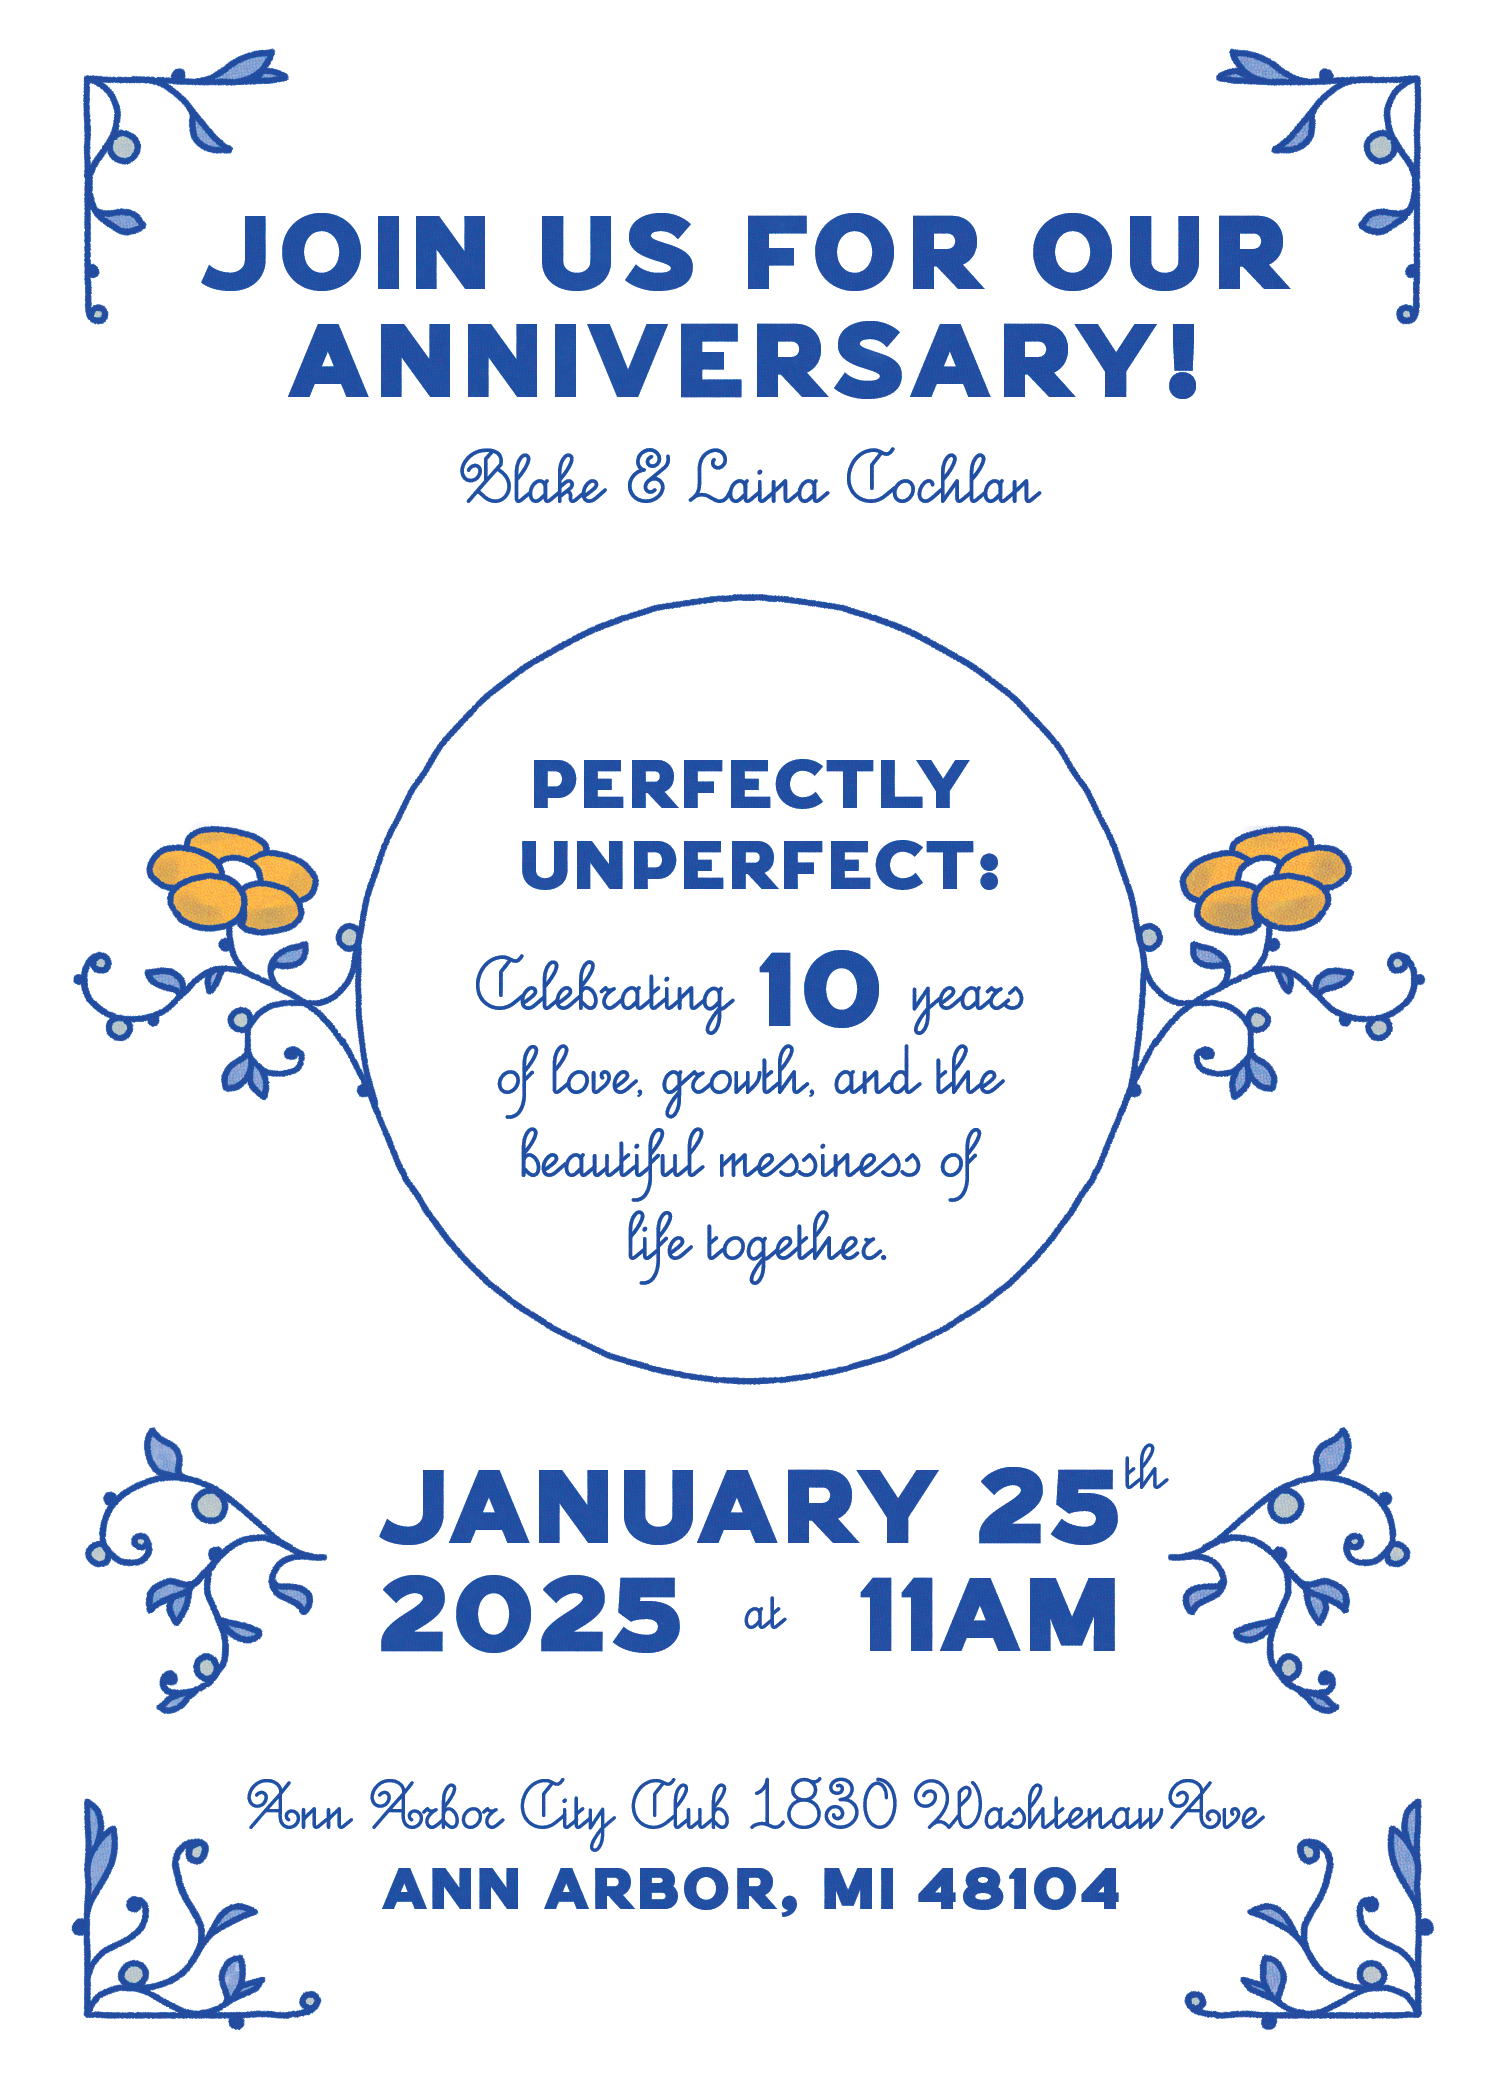 JOIN US FOR OUR
ANNIVERSARY!
Blake & Laina Cochlan
PERFECTLY
UNPERFECT:
Celebrating 10 years
of love, growth, and the
beautiful messiness of
life together.
JANUARY 25th
2025 at 11AM
Ann Arbor City Club 1830 Washtenaw Ave
ANN ARBOR, MI 48104